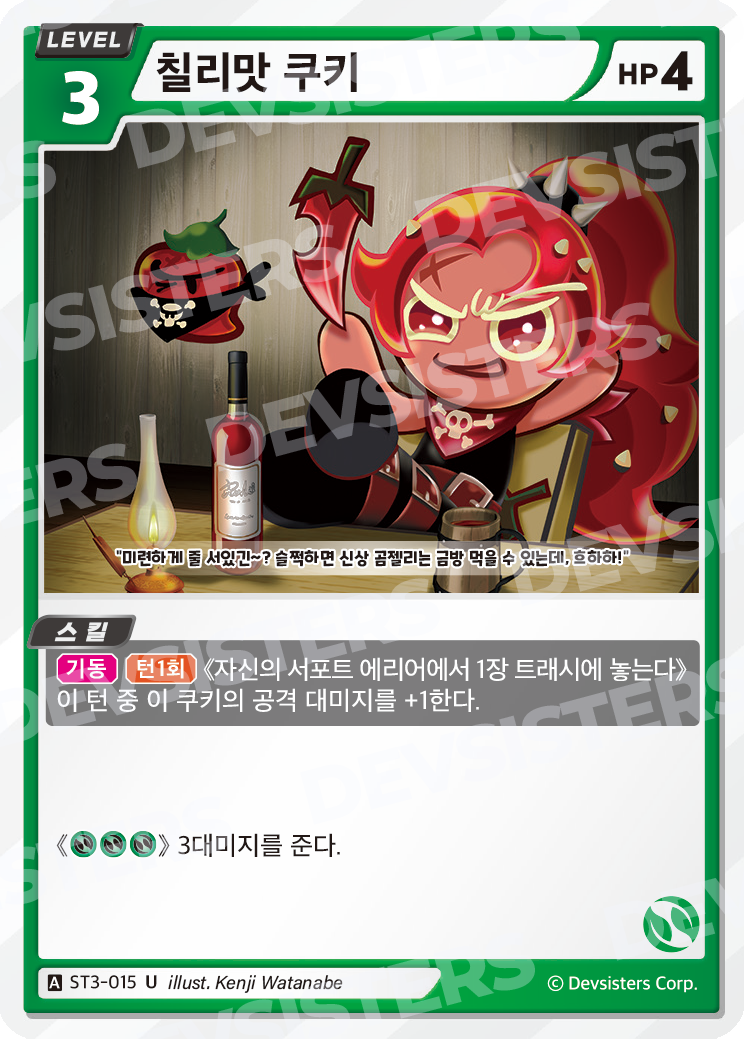 LEVEL
3
칠리맛 쿠키
HP 4
"미련하게 줄 서있긴~? 슬쩍하면 신상 곰젤리는 금방 먹을 수 있는데, 흐하하!"
스킬
기동 턴1회 《자신의 서포트 에리어에서 1장 트래시에 놓는다》
이 턴 중 이 쿠키의 공격 대미지를 +1한다.
《》 3대미지를 준다.
A ST3-015 U illust. Kenji Watanabe
© Devsisters Corp.
DEVSISTERS